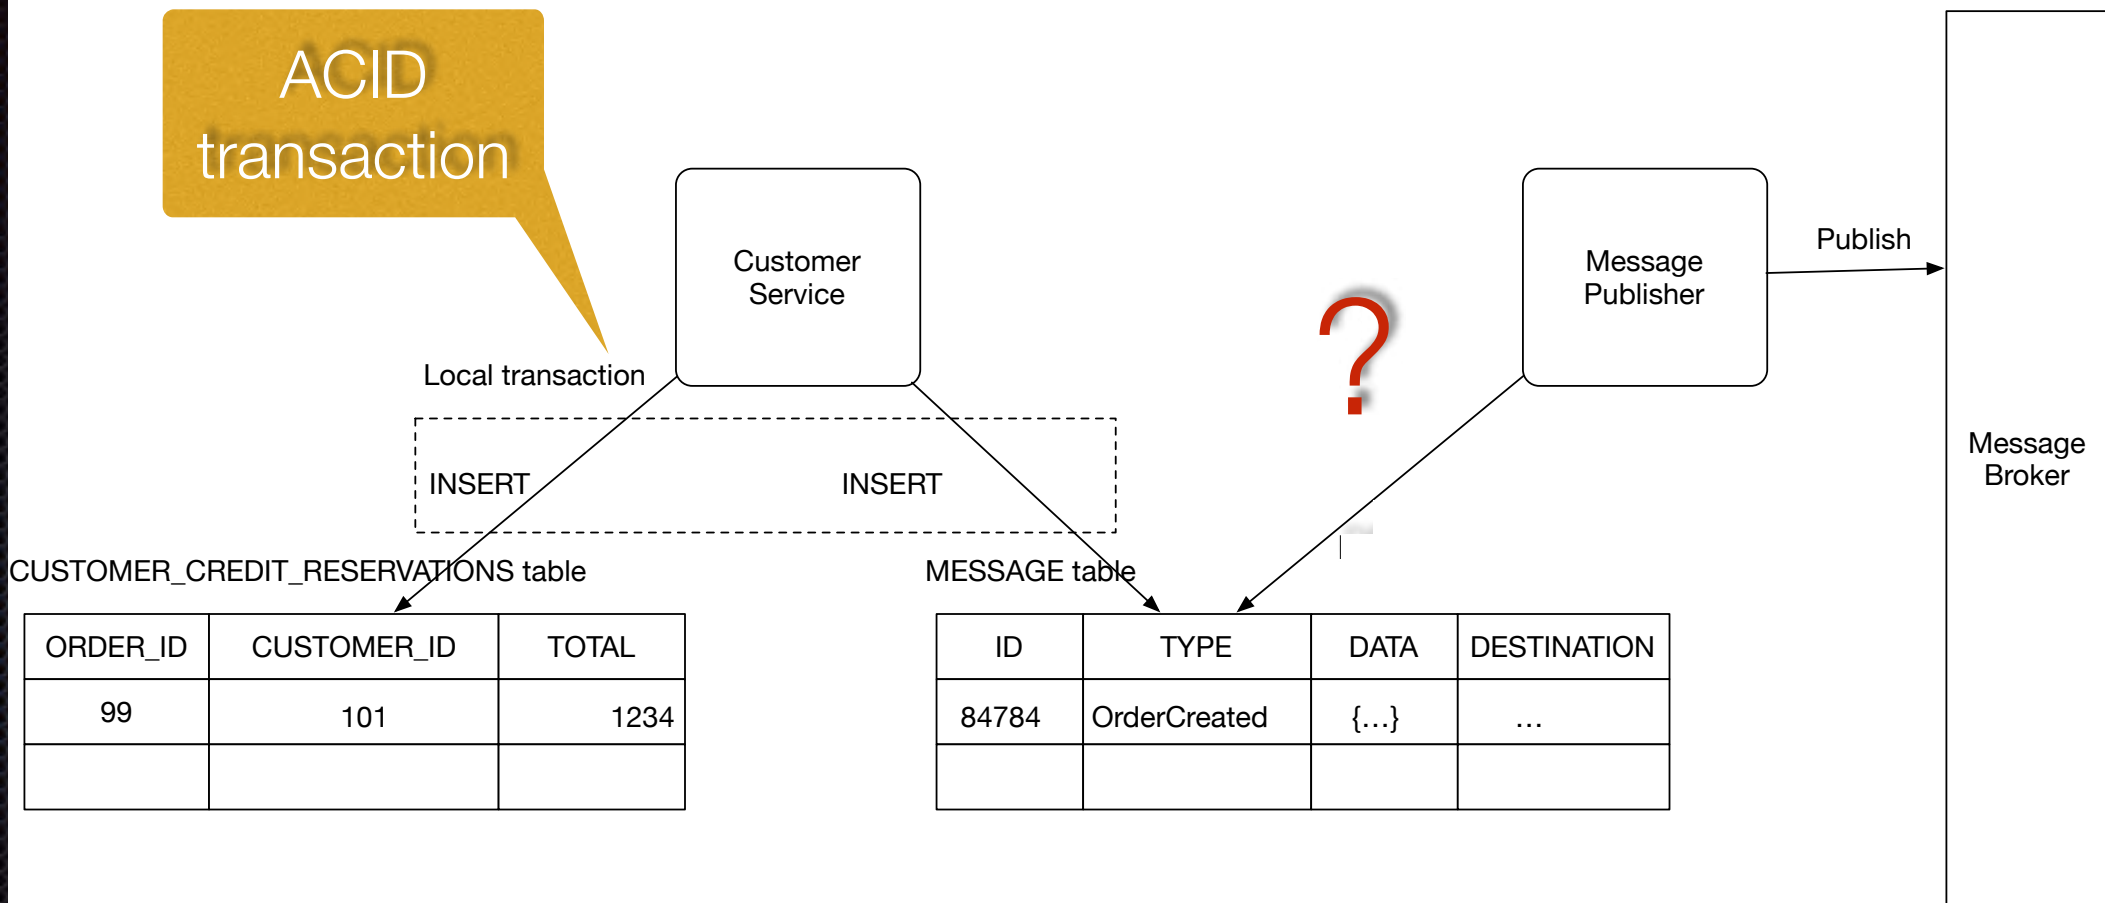 ACID
transaction
Customer
Service
Message
Publisher
Publish
?
Local transaction
INSERT
INSERT
Message
Broker
CUSTOMER_CREDIT_RESERVATIONS table
MESSAGE table
ORDER_ID CUSTOMER_ID TOTAL
99 101 1234
ID TYPE DATA DESTINATION
84784 OrderCreated {…} …